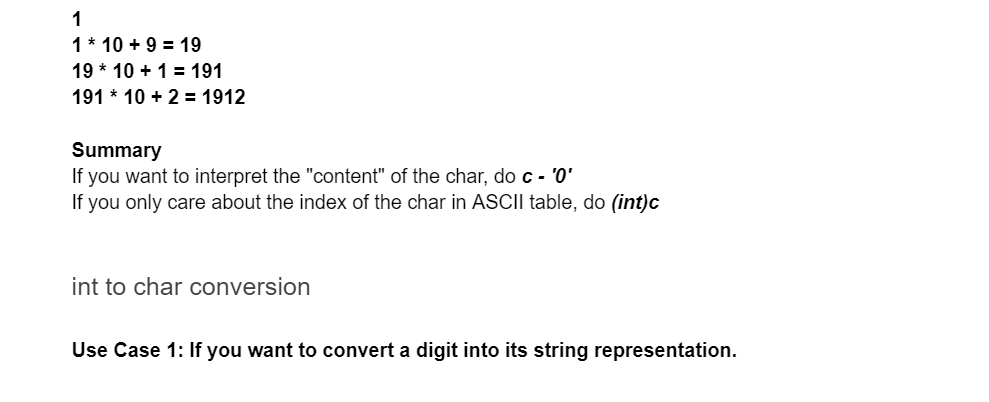 1
1 * 10 + 9 = 19
19 * 10 + 1 = 191
191 * 10 + 2 = 1912
Summary
If you want to interpret the "content" of the char, do c - '0'
If you only care about the index of the char in ASCII table, do (int)c
int to char conversion
Use Case 1: If you want to convert a digit into its string representation.